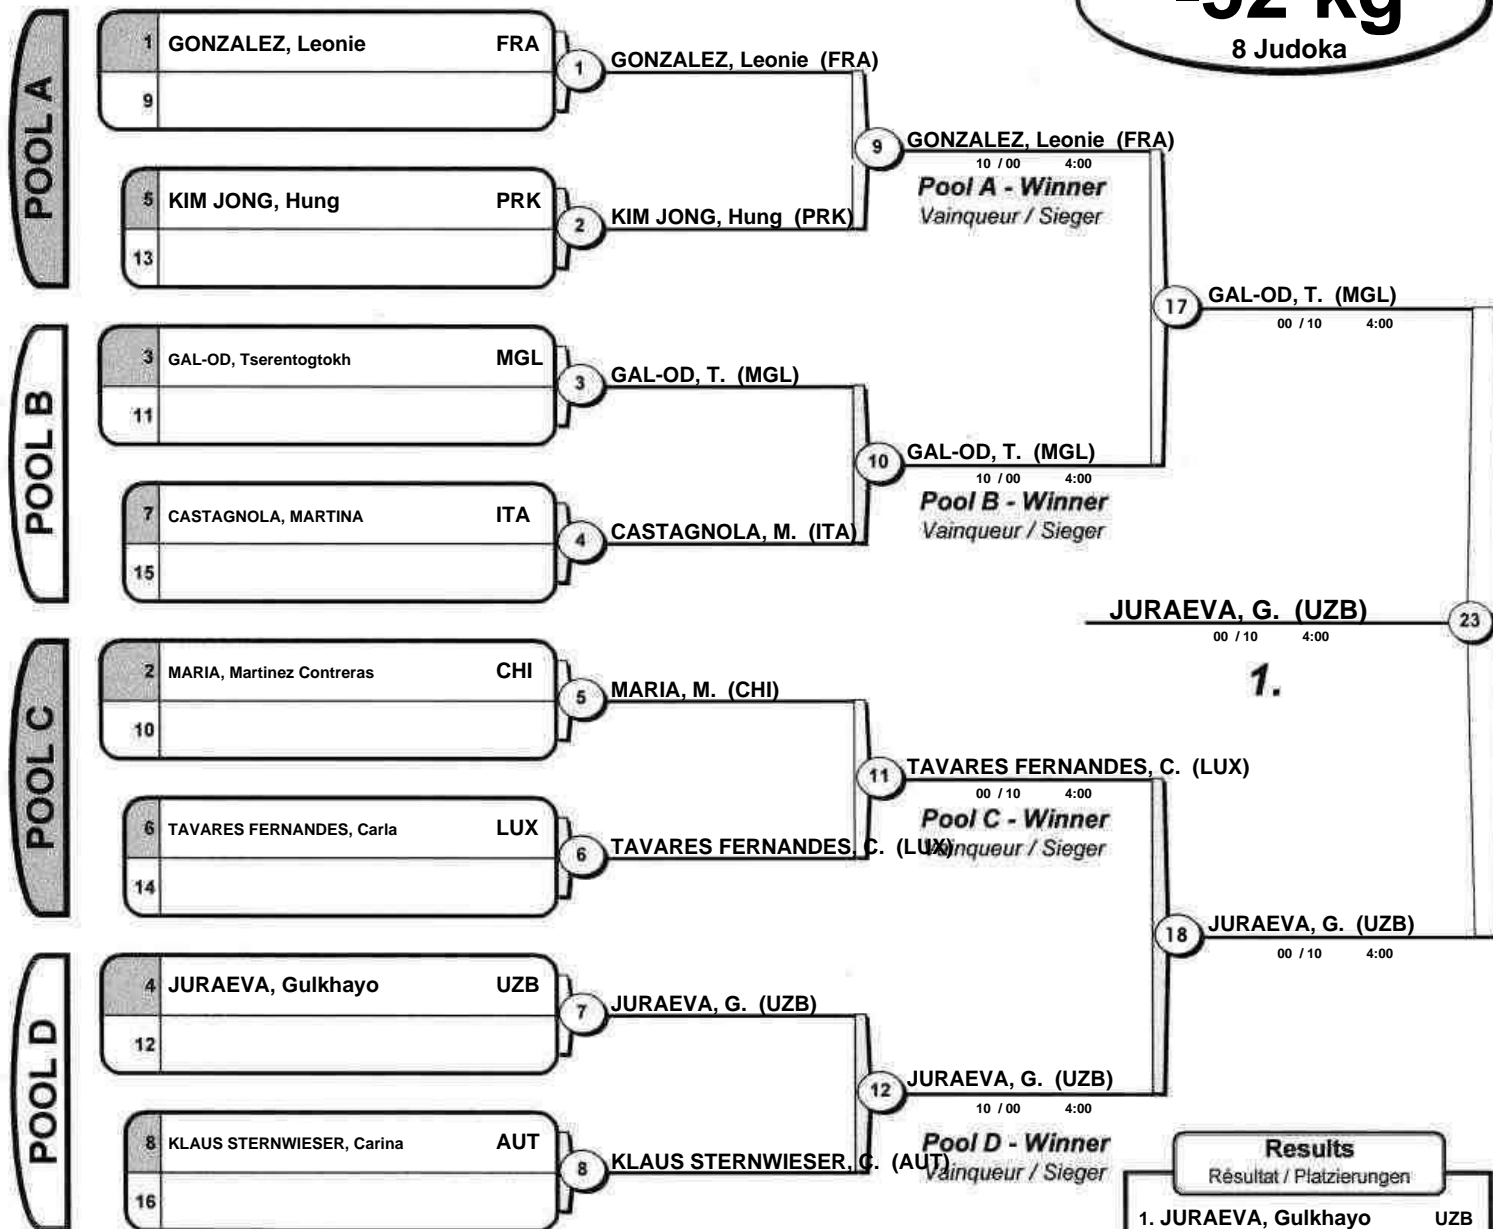 -52 kg
8 Judoka
POOL A
1 GONZALEZ, Leonie FRA
9
1 GONZALEZ, Leonie (FRA)
5 KIM JONG, Hung PRK
13
2 KIM JONG, Hung (PRK)
9 GONZALEZ, Leonie (FRA)
10 / 00 4:00
Pool A - Winner
Vainqueur / Sieger
POOL B
3 GAL-OD, Tserentogtokh MGL
11
3 GAL-OD, T. (MGL)
7 CASTAGNOLA, MARTINA ITA
15
4 CASTAGNOLA, M. (ITA)
10 GAL-OD, T. (MGL)
10 / 00 4:00
Pool B - Winner
Vainqueur / Sieger
17 GAL-OD, T. (MGL)
00 / 10 4:00
JURAEVA, G. (UZB) 23
00 / 10 4:00
1.
POOL C
2 MARIA, Martinez Contreras CHI
10
5 MARIA, M. (CHI)
6 TAVARES FERNANDES, Carla LUX
14
6 TAVARES FERNANDES, C. (LUX)
11 TAVARES FERNANDES, C. (LUX)
00 / 10 4:00
Pool C - Winner
Vainqueur / Sieger
POOL D
4 JURAEVA, Gulkhayo UZB
12
7 JURAEVA, G. (UZB)
8 KLAUS STERNWIESER, Carina AUT
16
8 KLAUS STERNWIESER, C. (AUT)
12 JURAEVA, G. (UZB)
10 / 00 4:00
Pool D - Winner
Vainqueur / Sieger
18 JURAEVA, G. (UZB)
00 / 10 4:00
Results
Résultat / Platzierungen
1. JURAEVA, Gulkhayo UZB